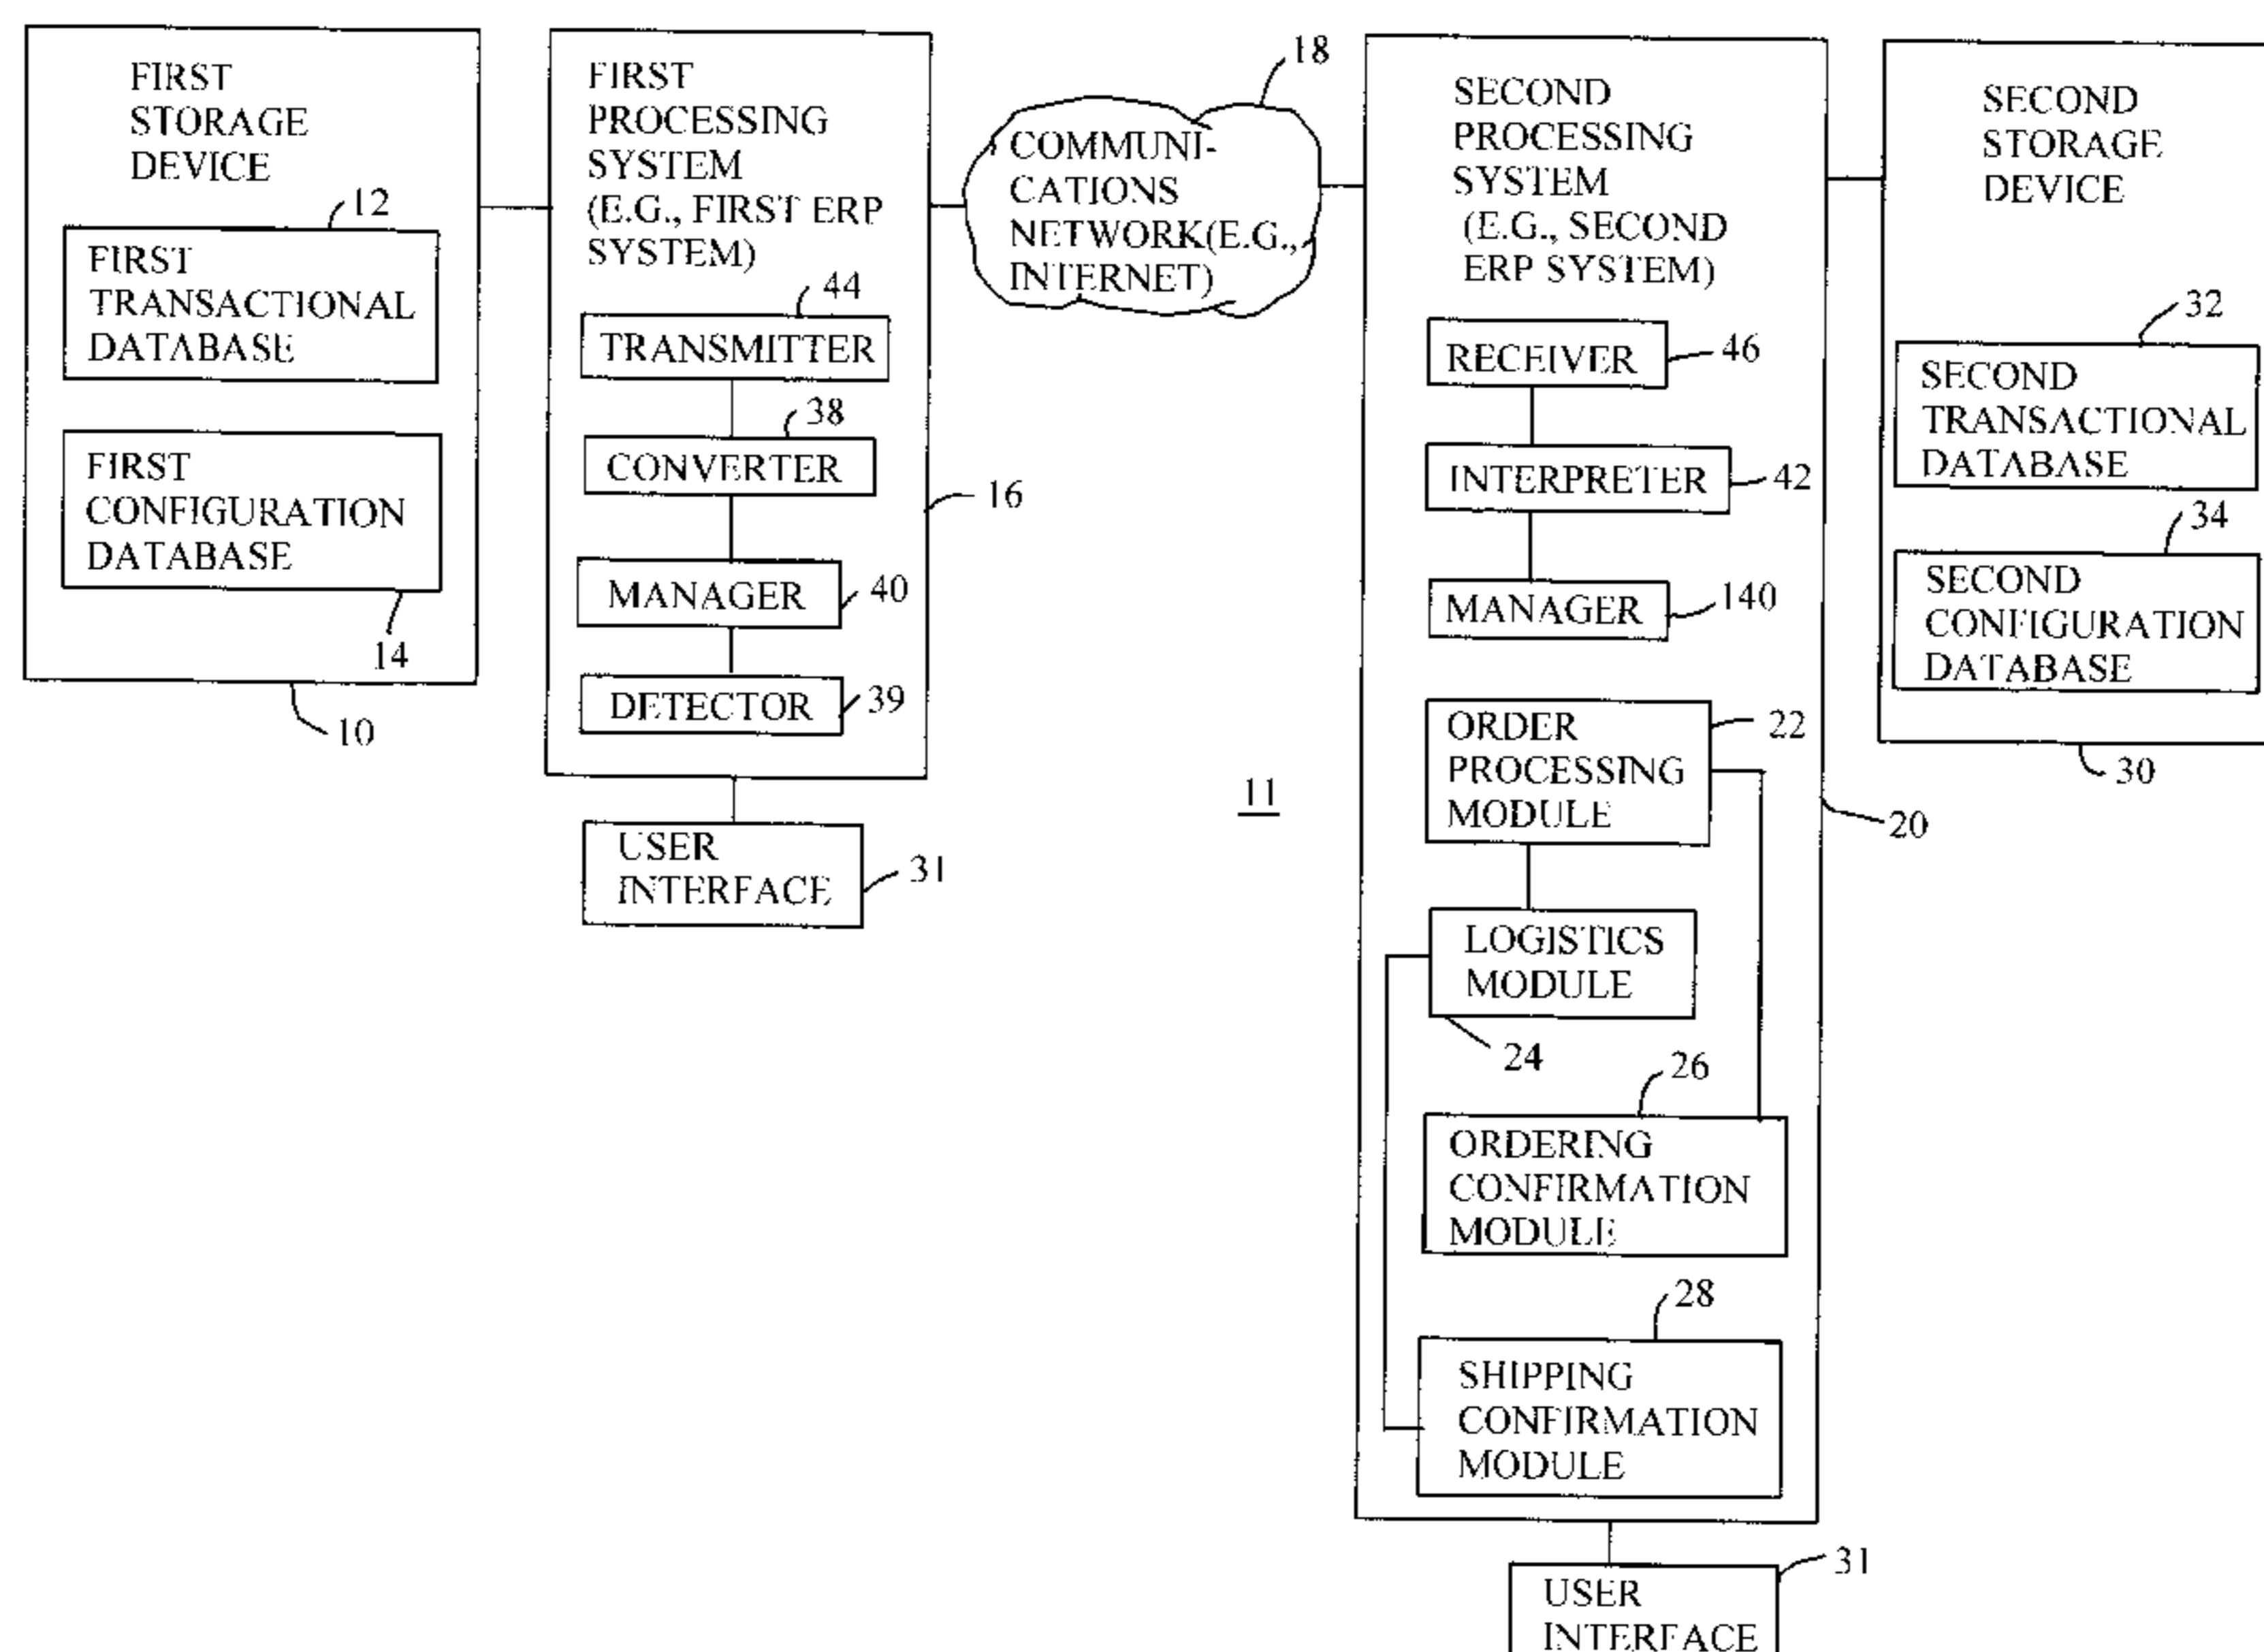 FIRST
STORAGE
DEVICE
12
FIRST
TRANSACTIONAL
DATABASE
FIRST
CONFIGURATION
DATABASE
14
10
FIRST
PROCESSING
SYSTEM
(E.G., FIRST ERP
SYSTEM)
44
TRANSMITTER
38
CONVERTER
16
MANAGER
40
DETECTOR
39
USER
INTERFACE
31
18
COMMUNI-
CATIONS
NETWORK(E.G.,
INTERNET)
11
SECOND
PROCESSING
SYSTEM
(E.G., SECOND
ERP SYSTEM)
RECEIVER
46
INTERPRETER
42
MANAGER
140
ORDER
PROCESSING
MODULE
22
20
LOGISTICS
MODULE
24
26
ORDERING
CONFIRMATION
MODULE
28
SHIPPING
CONFIRMATION
MODULE
31
USER
INTERFACE
SECOND
STORAGE
DEVICE
32
SECOND
TRANSACTIONAL
DATABASE
34
SECOND
CONFIGURATION
DATABASE
30